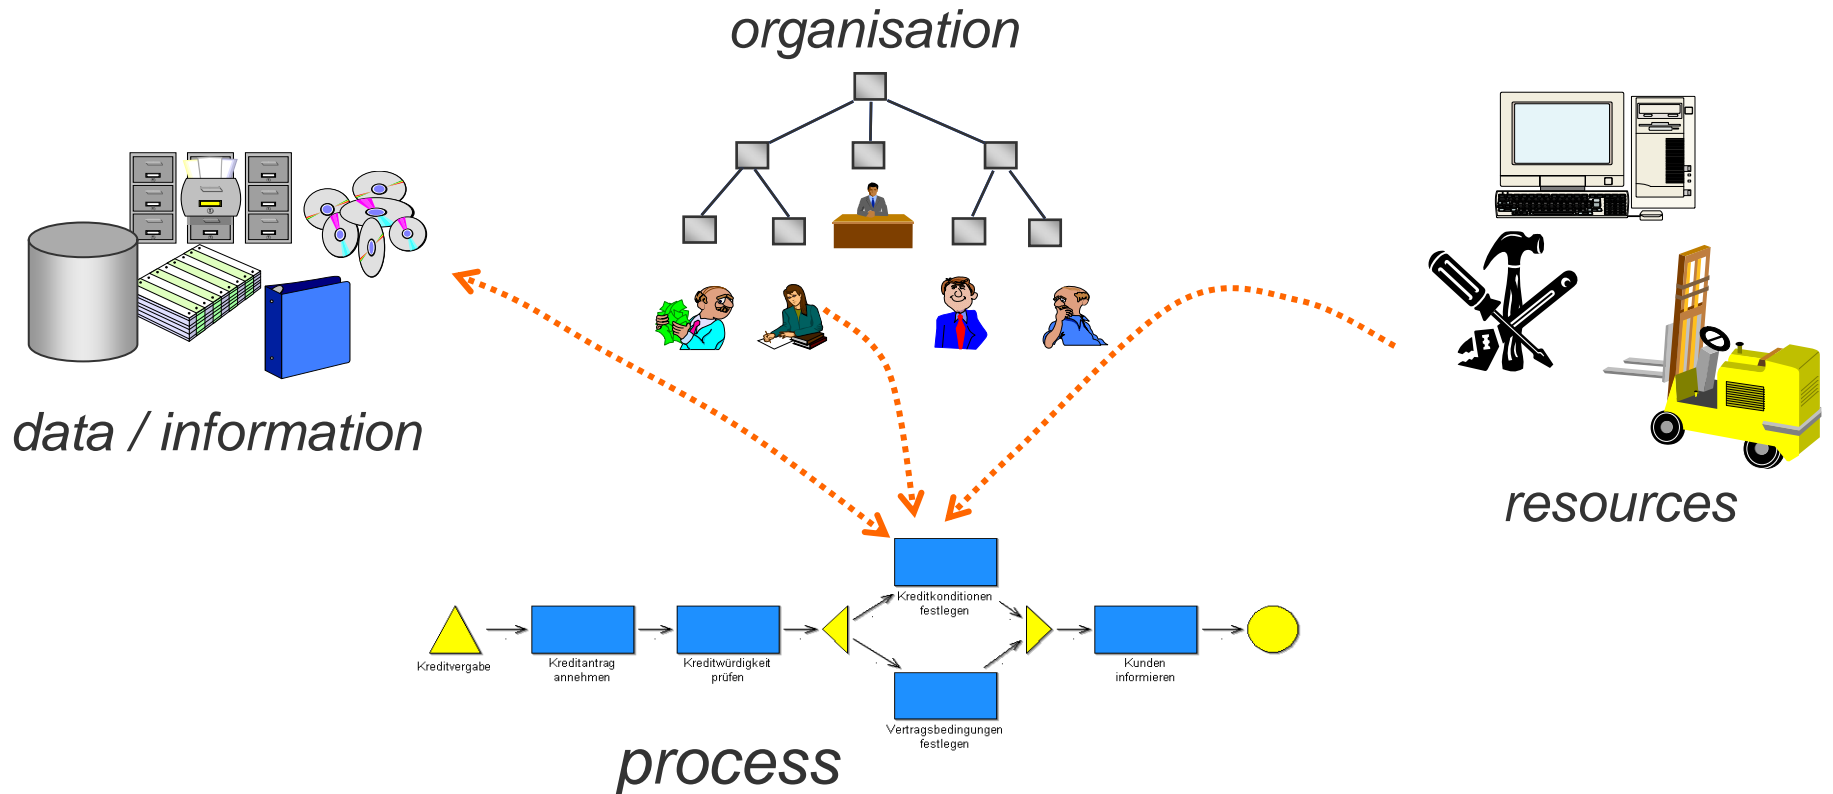 organisation
data / information
resources
Kreditkonditionen
festlegen
Kreditvergabe
Kreditantrag
annehmen
Kreditwürdigkeit
prüfen
Kunden
informieren
Vertragsbedingungen
festlegen
process